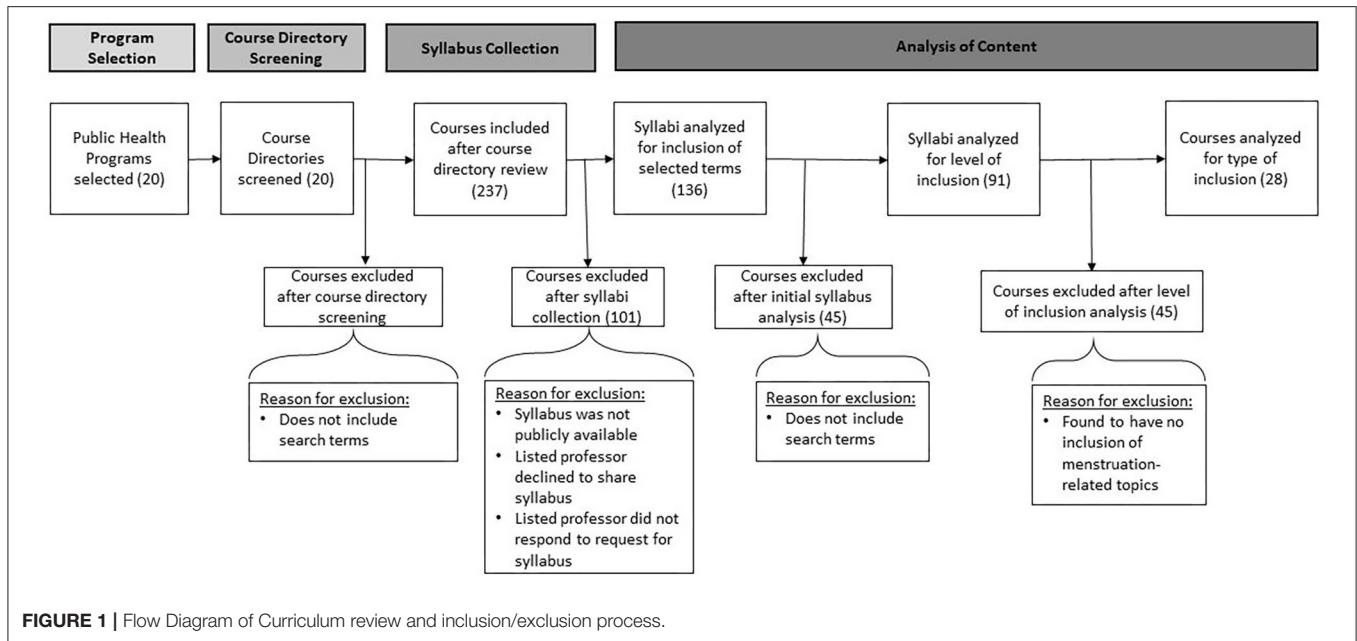 Program
Selection
Course Directory
Screening
Syllabus Collection
Analysis of Content
Public Health
Programs
selected (20)
Course
Directories
screened (20)
Courses included
after course
directory review
(237)
Syllabi analyzed
for inclusion of
selected terms
(136)
Syllabi analyzed
for level of
inclusion (91)
Courses analyzed
for type of
inclusion (28)
Courses excluded
after course directory
screening
Courses excluded
after syllabi
collection (101)
Courses excluded
after initial syllabus
analysis (45)
Courses excluded after level
of inclusion analysis (45)
Reason for exclusion:
• Does not include
search terms
Reason for exclusion:
• Syllabus was not
publicly available
• Listed professor
declined to share
syllabus
• Listed professor did not
respond to request for
syllabus
Reason for exclusion:
• Does not include
search terms
Reason for exclusion:
• Found to have no
inclusion of
menstruation-
related topics
FIGURE 1 | Flow Diagram of Curriculum review and inclusion/exclusion process.